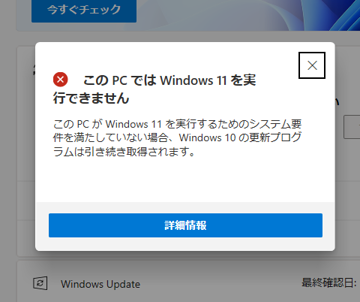 今すぐチェック
この PC では Windows 11 を実
行できません
この PC が Windows 11 を実行するためのシステム要
件を満たしていない場合、Windows 10 の更新プログ
ラムは引き続き取得されます。
詳細情報
Windows Update
最終確認日: